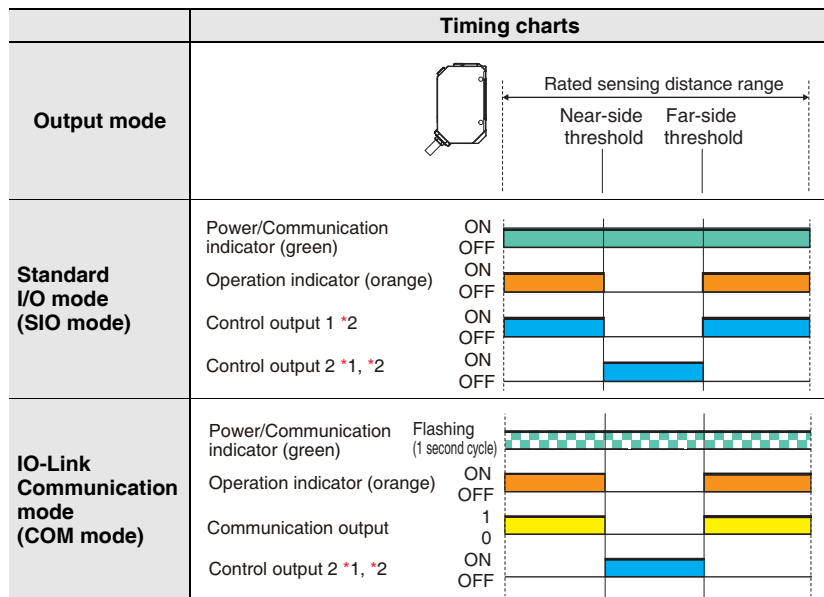 Timing charts
Output mode
Rated sensing distance range
Near-side
threshold
Far-side
threshold
Standard
I/O mode
(SIO mode)
Power/Communication
indicator (green)
ON
OFF
Operation indicator (orange)
ON
OFF
Control output 1 *2
ON
OFF
Control output 2 *1, *2
ON
OFF
IO-Link
Communication
mode
(COM mode)
Power/Communication
indicator (green)
Flashing
(1 second cycle)
Operation indicator (orange)
ON
OFF
Communication output
1
0
Control output 2 *1, *2
ON
OFF